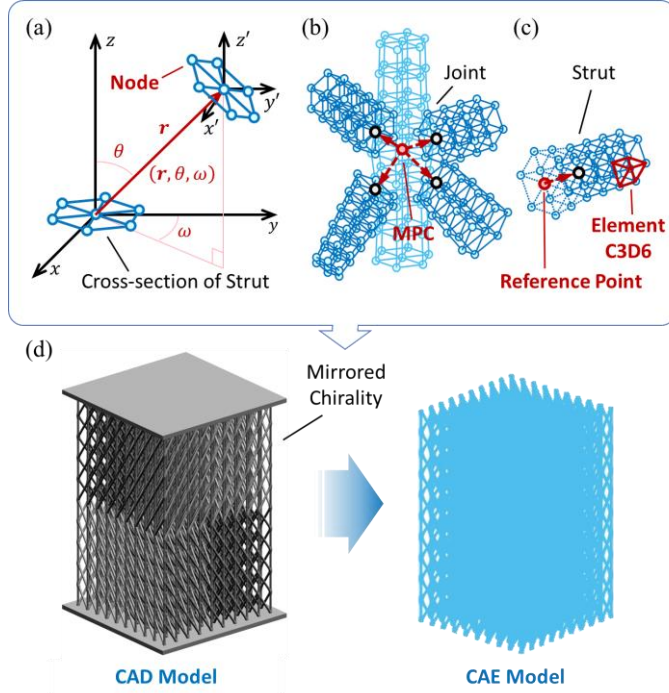 (a)
z
Node
z′
y′
x′
r
θ
(r, θ, ω)
ω
y
x
Cross-section of Strut
(b)
Joint
MPC
(c)
Strut
Element
C3D6
Reference Point
(d)
Mirrored
Chirality
CAD Model
CAE Model